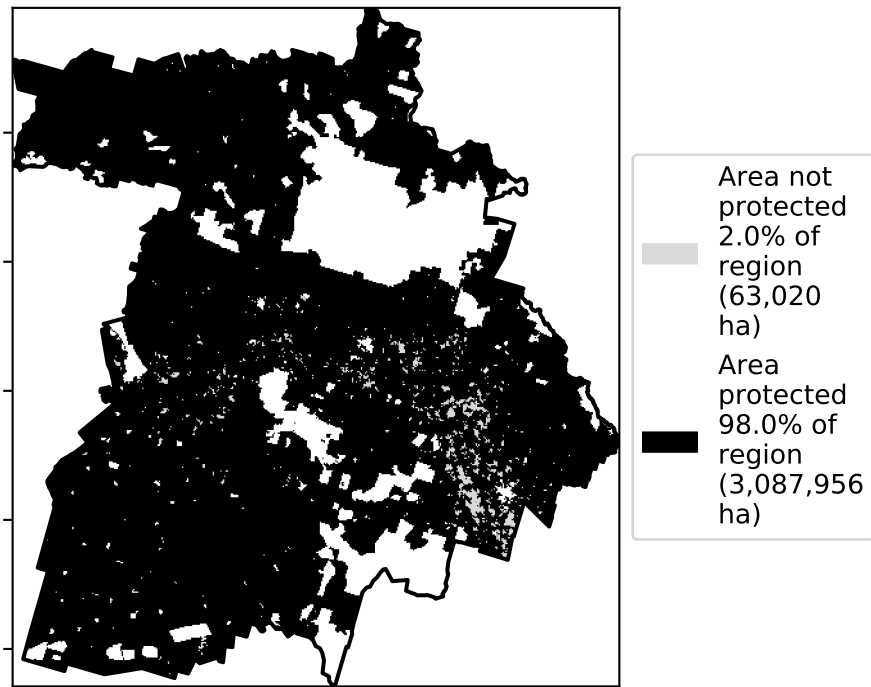 Area not
protected
2.0% of
region
(63,020
ha)
Area
protected
98.0% of
region
(3,087,956
ha)